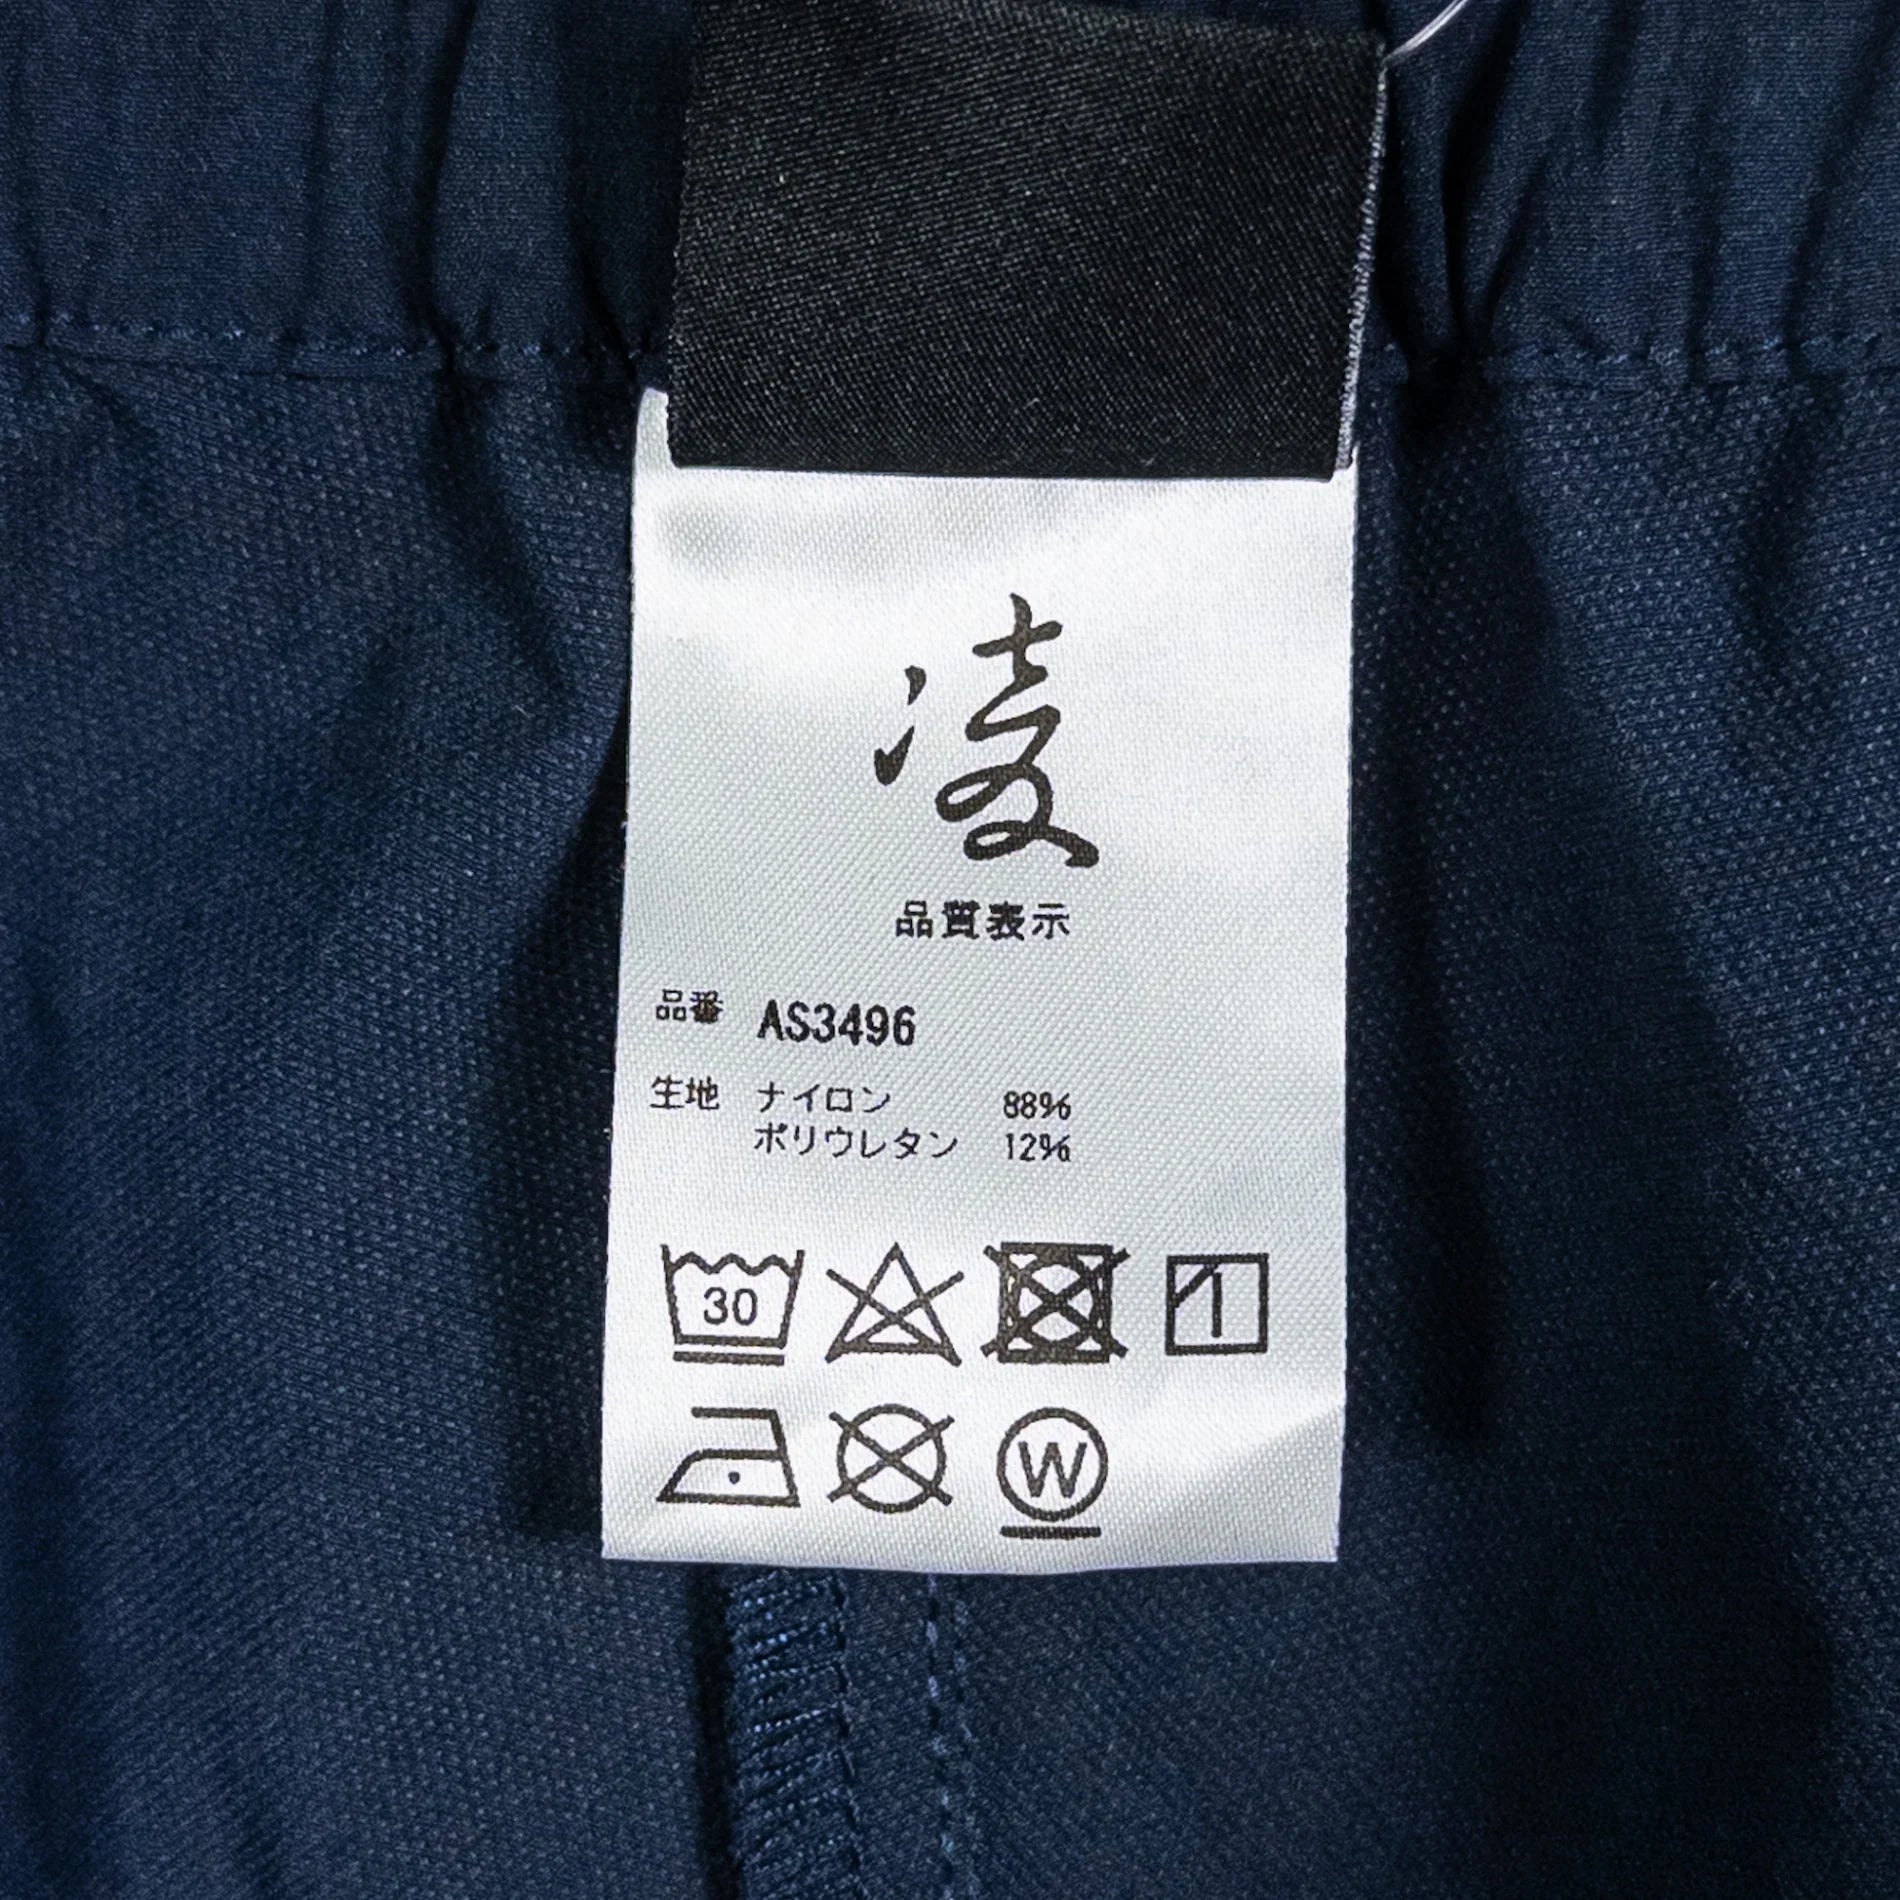 凌
品質表示
品番 AS3496
生地 ナイロン 88%
ポリウレタン 12%
30
W